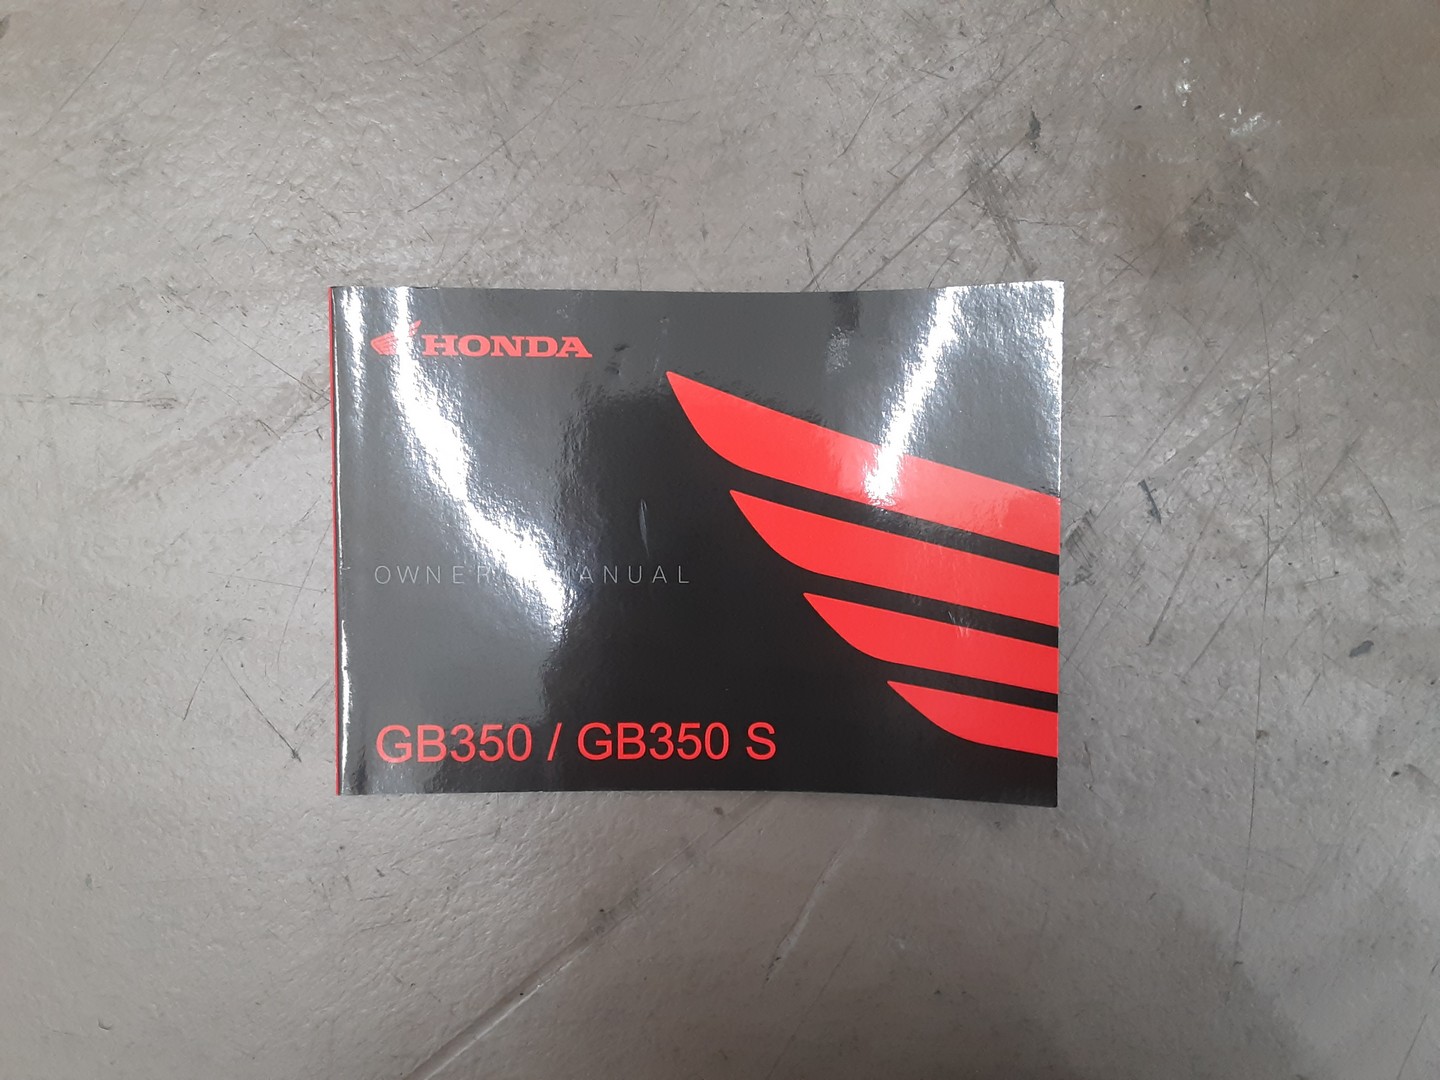 HONDA
OWNER'S MANUAL
GB350 / GB350 S